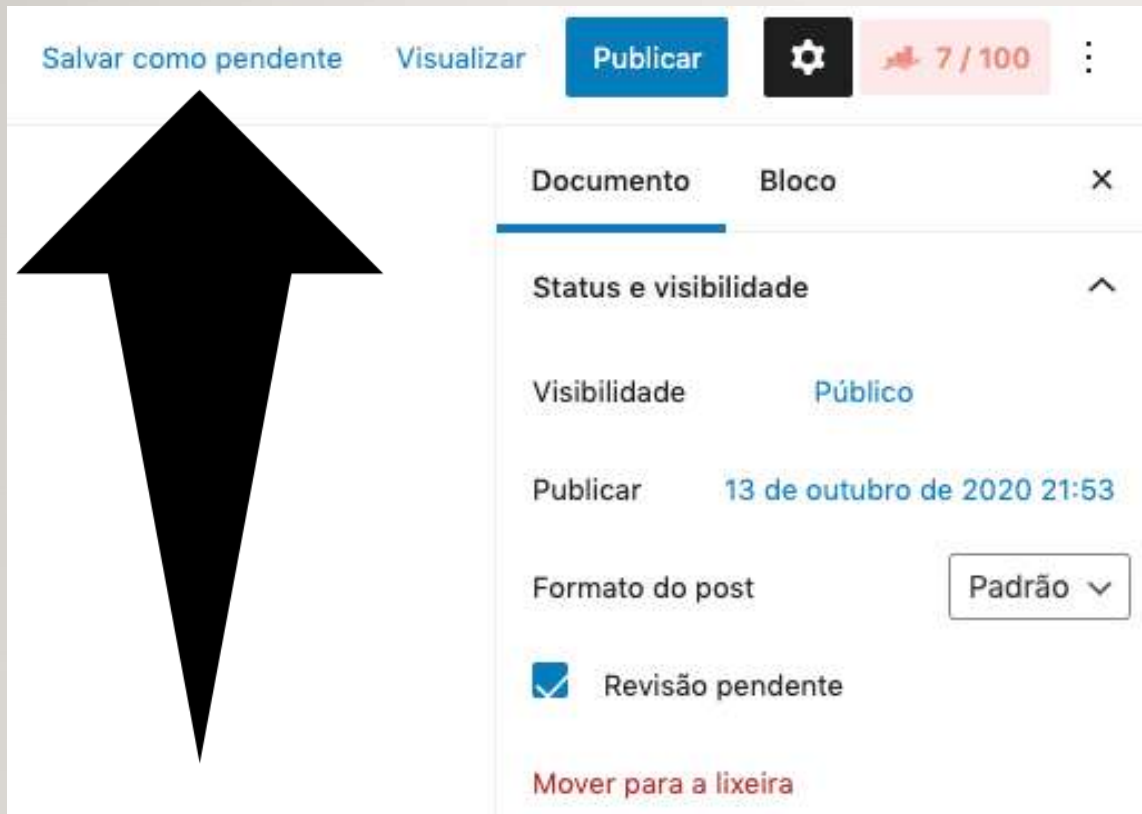 Salvar como pendente Visualizar Publicar 7 / 100
Documento Bloco
Status e visibilidade
Visibilidade Público
Publicar 13 de outubro de 2020 21:53
Formato do post Padrão
Revisão pendente
Mover para a lixeira